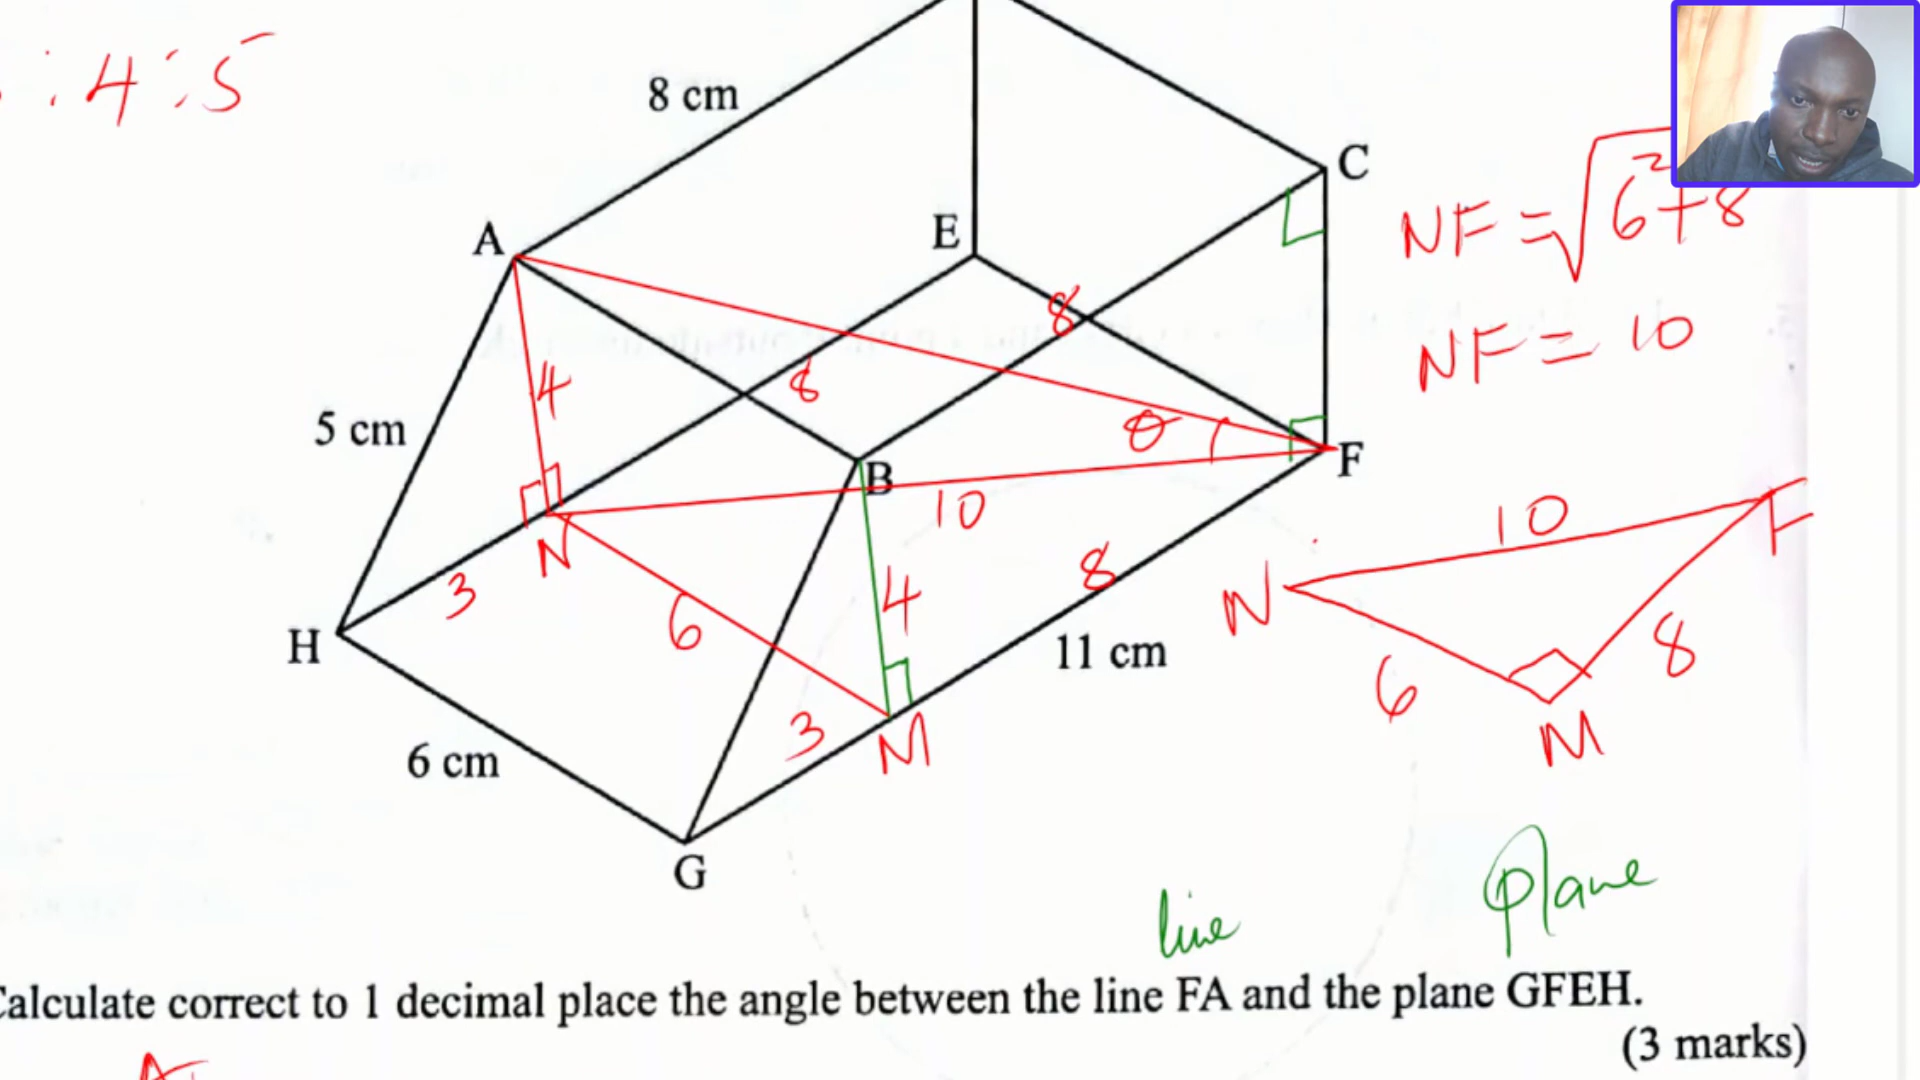 : 4 : 5
8 cm
C
NF = √6²+8
A
E
8
NF = 10
4
8
5 cm
θ
F
B
10
10
F
N
3
8
N
4
6
H
11 cm
8
6
3
M
M
6 cm
G
plane
line
Calculate correct to 1 decimal place the angle between the line FA and the plane GFEH.
(3 marks)